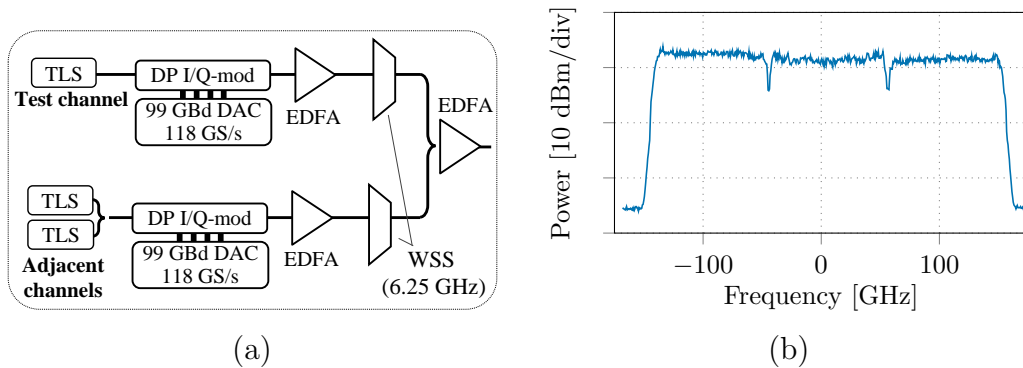 TLS
Test channel
DP I/Q-mod
99 GBd DAC
118 GS/s
EDFA
EDFA
TLS
TLS
Adjacent
channels
DP I/Q-mod
99 GBd DAC
118 GS/s
EDFA
WSS
(6.25 GHz)
(a)
Power [10 dBm/div]
−100 0 100
Frequency [GHz]
(b)